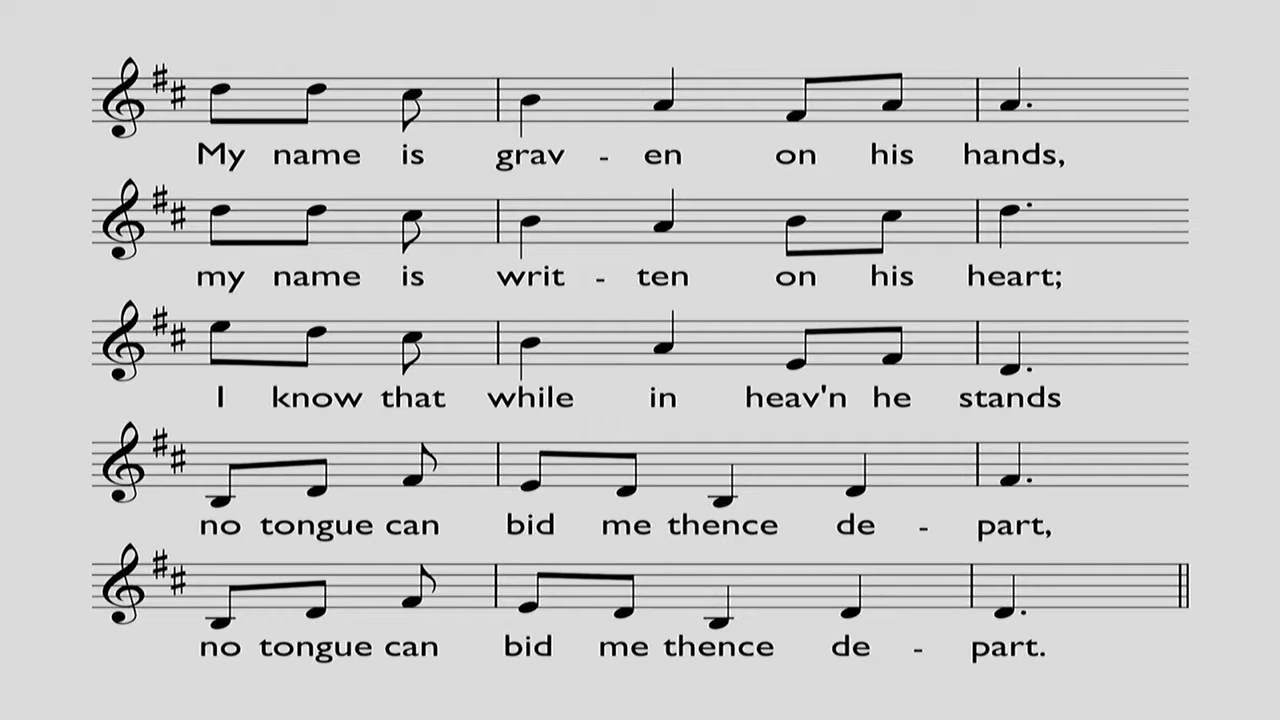 My name is grav - en on his hands,
my name is writ - ten on his heart;
I know that while in heav'n he stands
no tongue can bid me thence de - part,
no tongue can bid me thence de - part.